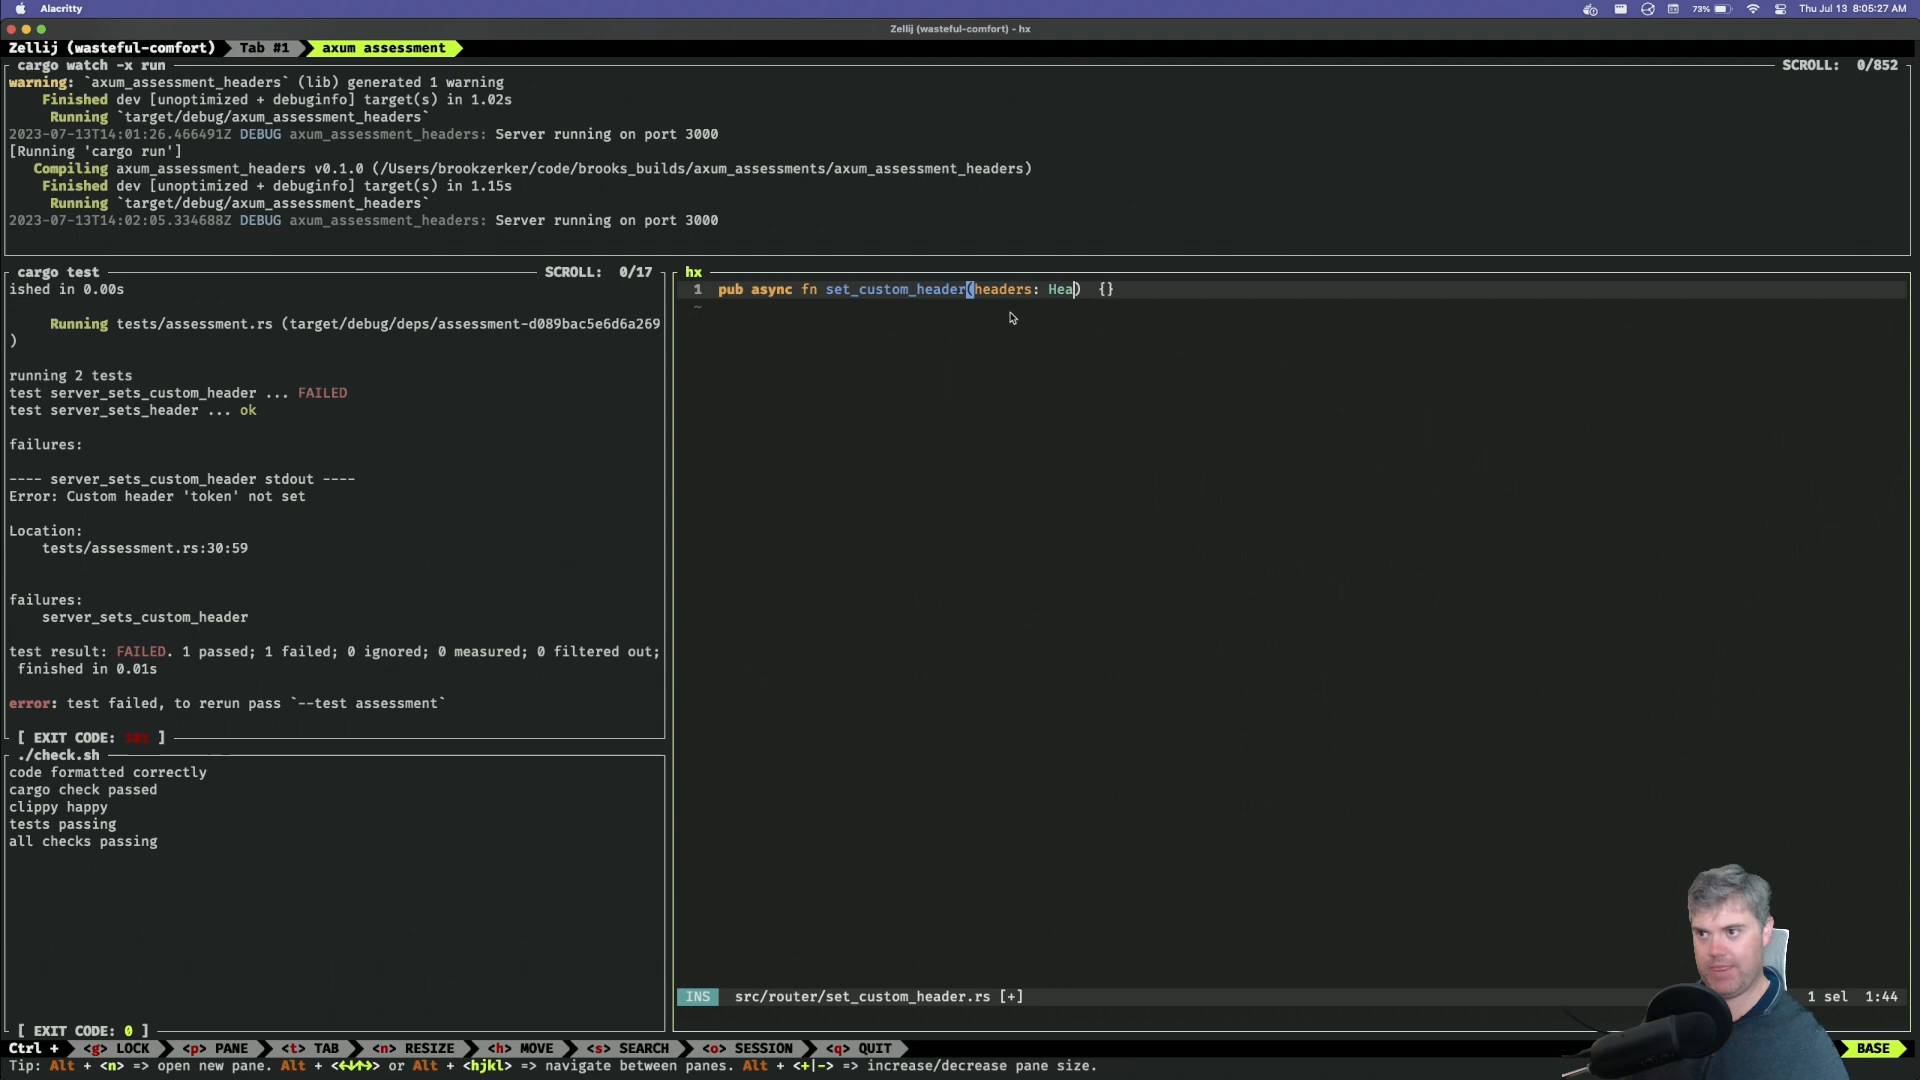 Alacritty
73%
Thu Jul 13 8:05:27 AM
Zellij (wasteful-comfort) - hx
Zellij (wasteful-comfort) Tab #1 axum assessment
cargo watch -x run SCROLL: 0/852
warning: `axum_assessment_headers` (lib) generated 1 warning
Finished dev [unoptimized + debuginfo] target(s) in 1.02s
Running `target/debug/axum_assessment_headers`
2023-07-13T14:01:26.466491Z DEBUG axum_assessment_headers: Server running on port 3000
[Running 'cargo run']
Compiling axum_assessment_headers v0.1.0 (/Users/brookzerker/code/brooks_builds/axum_assessments/axum_assessment_headers)
Finished dev [unoptimized + debuginfo] target(s) in 1.15s
Running `target/debug/axum_assessment_headers`
2023-07-13T14:02:05.334688Z DEBUG axum_assessment_headers: Server running on port 3000
cargo test SCROLL: 0/17
ished in 0.00s
Running tests/assessment.rs (target/debug/deps/assessment-d089bac5e6d6a269
)
running 2 tests
test server_sets_custom_header ... FAILED
test server_sets_header ... ok
failures:
---- server_sets_custom_header stdout ----
Error: Custom header 'token' not set
Location:
tests/assessment.rs:30:59
failures:
server_sets_custom_header
test result: FAILED. 1 passed; 1 failed; 0 ignored; 0 measured; 0 filtered out;
finished in 0.01s
error: test failed, to rerun pass `--test assessment`
[ EXIT CODE: 101 ]
./check.sh
code formatted correctly
cargo check passed
clippy happy
tests passing
all checks passing
[ EXIT CODE: 0 ]
hx
1 pub async fn set_custom_header(headers: Hea) {}
~
INS src/router/set_custom_header.rs [+] 1 sel 1:44
Ctrl + <g> LOCK <p> PANE <t> TAB <n> RESIZE <h> MOVE <s> SEARCH <o> SESSION <q> QUIT BASE
Tip: Alt + <n> => open new pane. Alt + <←↓↑→> or Alt + <hjkl> => navigate between panes. Alt + <+|-> => increase/decrease pane size.